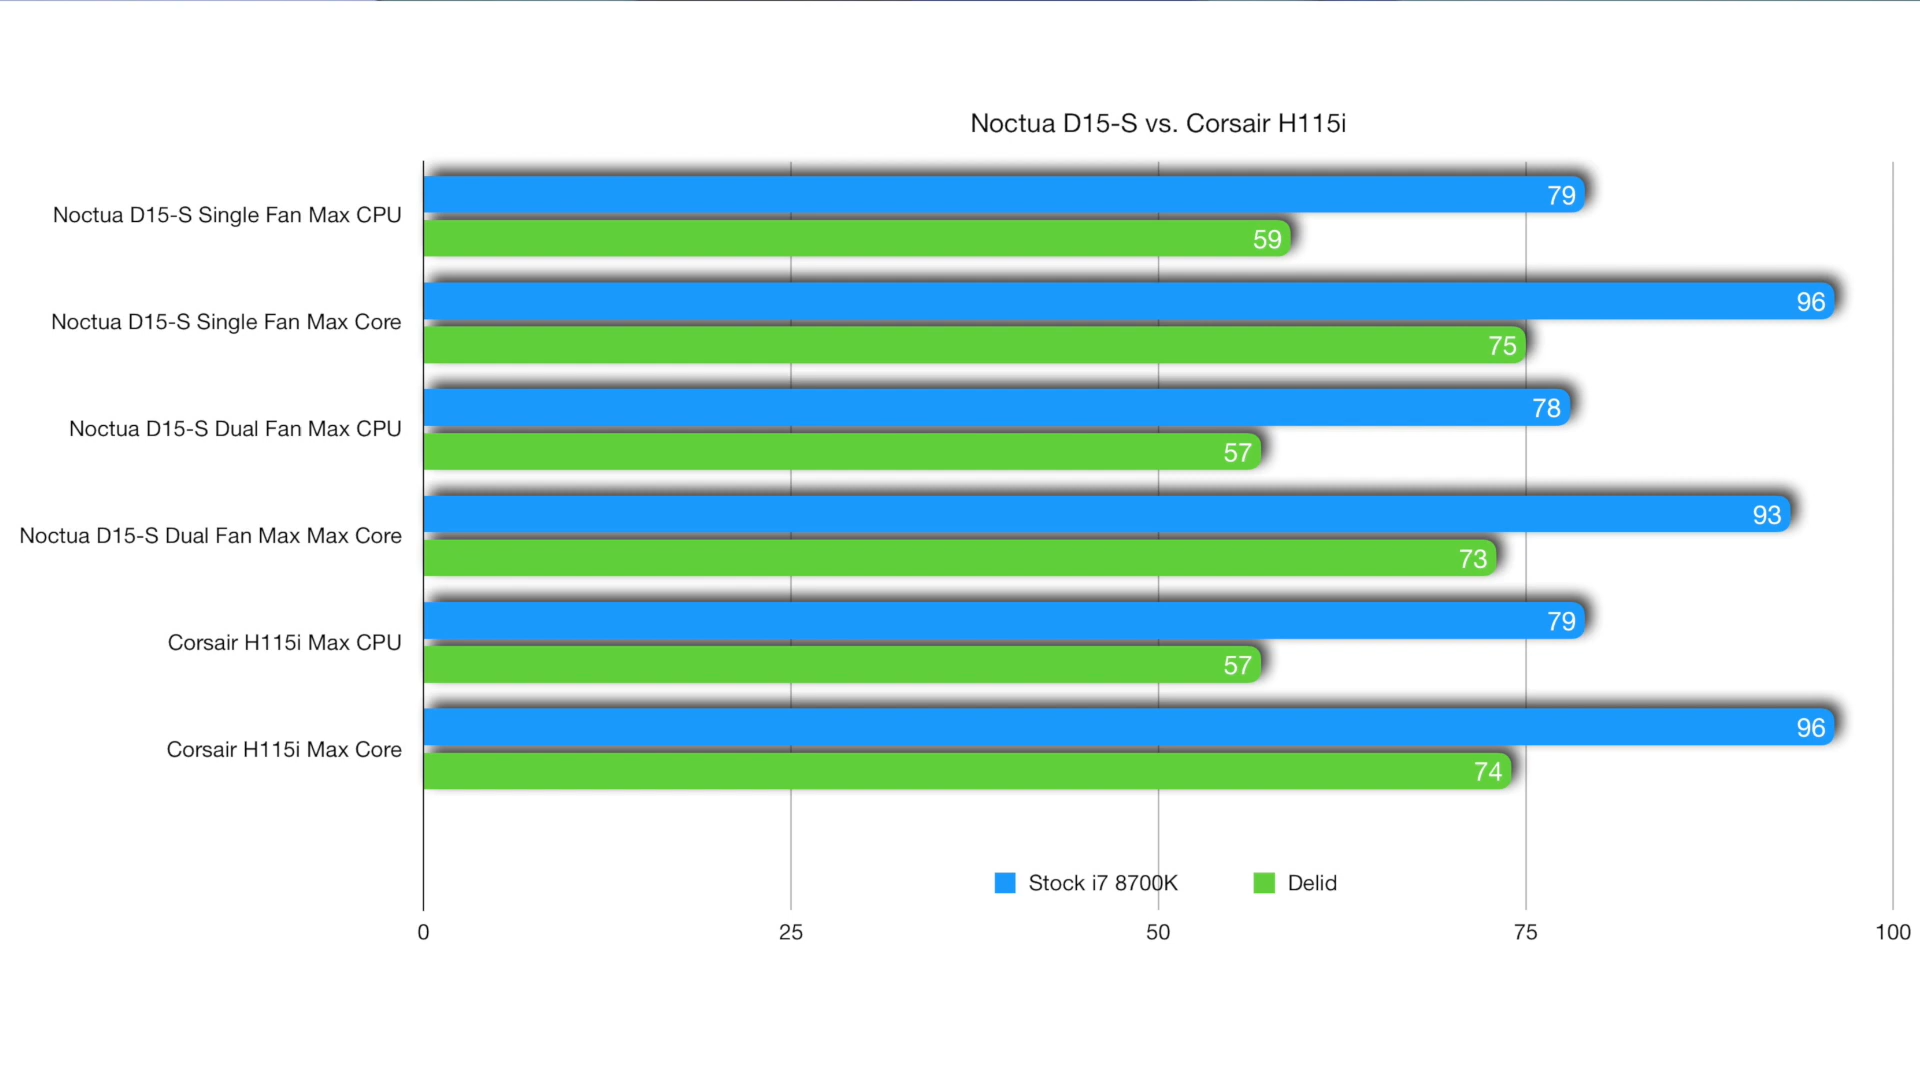 Noctua D15-S vs. Corsair H115i
Noctua D15-S Single Fan Max CPU
79
59
Noctua D15-S Single Fan Max Core
96
75
Noctua D15-S Dual Fan Max CPU
78
57
Noctua D15-S Dual Fan Max Max Core
93
73
Corsair H115i Max CPU
79
57
Corsair H115i Max Core
96
74
Stock i7 8700K Delid
0 25 50 75 100